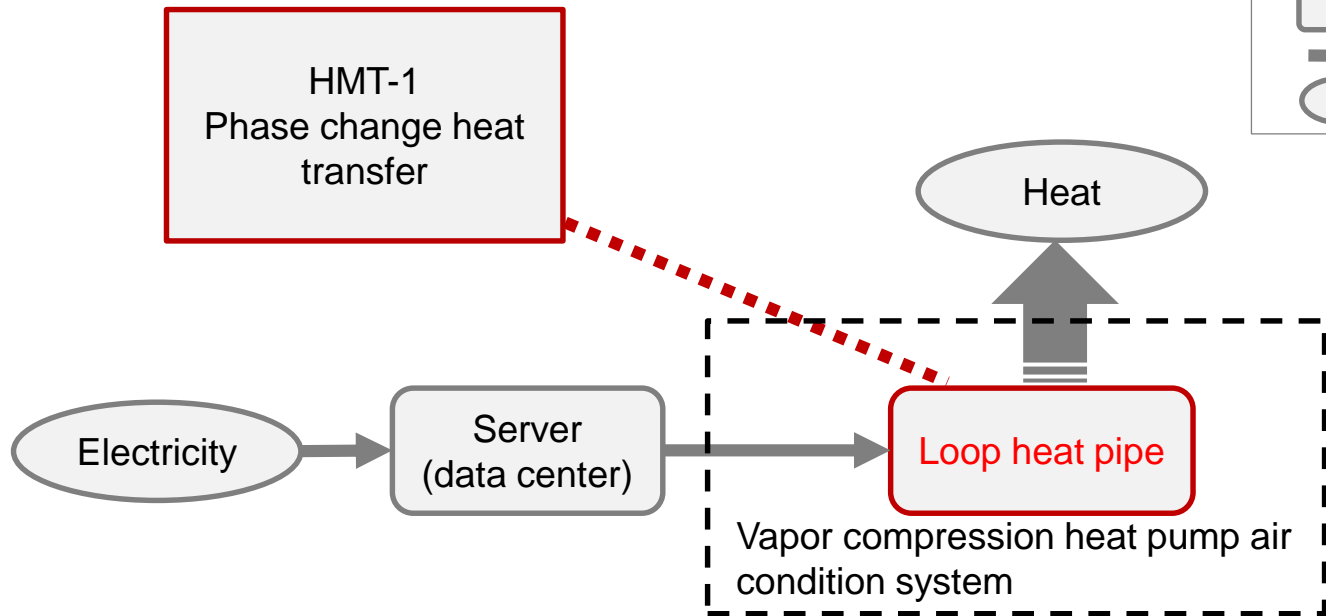 HMT-1
Phase change heat
transfer
Heat
Electricity
Server
(data center)
Loop heat pipe
Vapor compression heat pump air
condition system